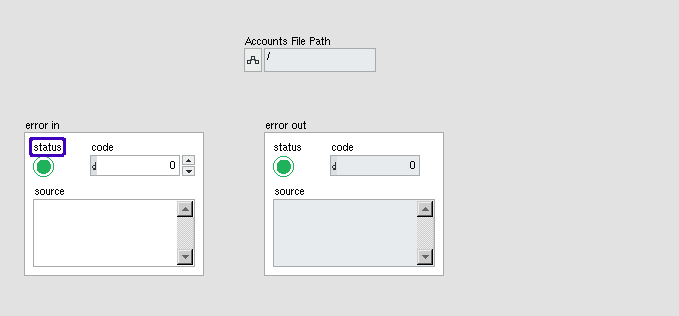 Accounts File Path
/
error in
error out
status
code
d
0
source
status
code
d
0
source